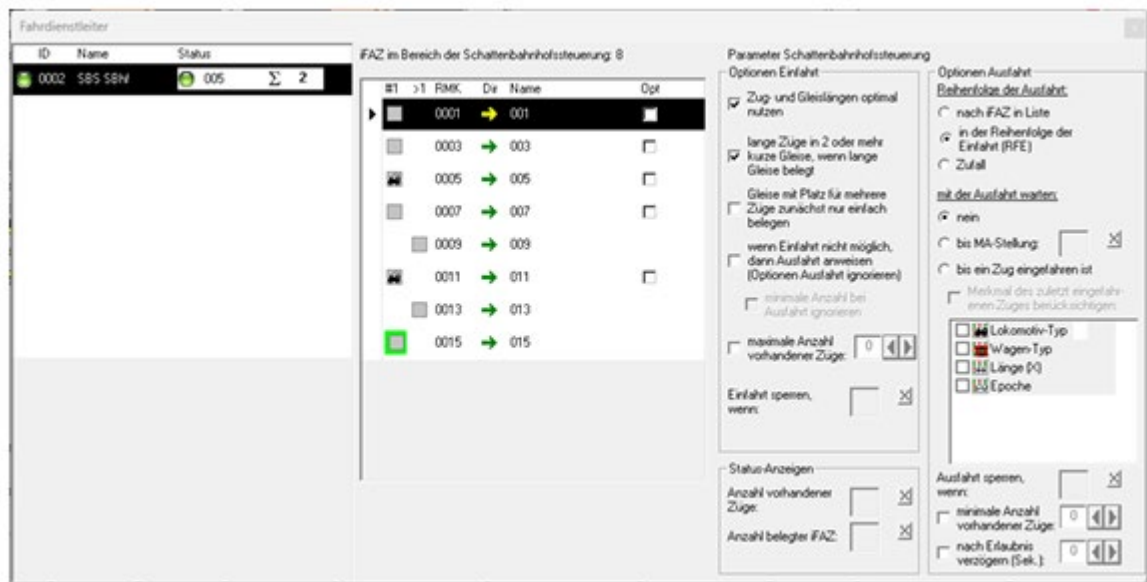 Fahrdienstleiter
ID Name Status
0002 SBS SBhf 005 Σ 2
iFAZ im Bereich der Schattenbahnhofssteuerung: 8
#1 >1 RMK Dir Name Opt
0001 001
0003 003
0005 005
0007 007
0009 009
0011 011
0013 013
0015 015
Parameter Schattenbahnhofssteuerung
Optionen Einfahrt
Zug- und Gleislängen optimal
nutzen
lange Züge in 2 oder mehr
kurze Gleise, wenn lange
Gleise belegt
Gleise mit Platz für mehrere
Züge zunächst nur einfach
belegen
wenn Einfahrt nicht möglich,
dann Ausfahrt anweisen
(Optionen Ausfahrt ignorieren)
minimale Anzahl bei
Ausfahrt ignorieren
maximale Anzahl
vorhandener Züge: 0
Einfahrt sperren,
wenn:
Status-Anzeigen
Anzahl vorhandener
Züge:
Anzahl belegter iFAZ:
Optionen Ausfahrt
Reihenfolge der Ausfahrt:
nach iFAZ in Liste
in der Reihenfolge der
Einfahrt (RFE)
Zufall
mit der Ausfahrt warten:
nein
bis MA-Stellung:
bis ein Zug eingefahren ist
Merkmal des zuletzt eingefahr-
enen Zuges berücksichtigen:
Lokomotiv-Typ
Wagen-Typ
Länge (X)
Epoche
Ausfahrt sperren,
wenn:
minimale Anzahl
vorhandener Züge: 0
nach Erlaubnis
verzögern (Sek.): 0